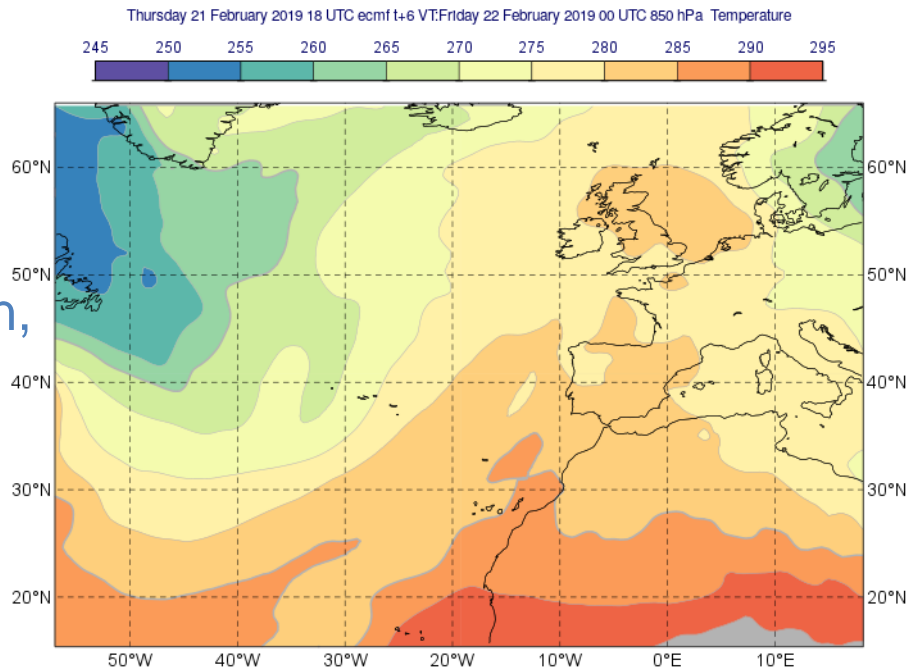 Thursday 21 February 2019 18 UTC ecmf t+6 VT:Friday 22 February 2019 00 UTC 850 hPa Temperature
245 250 255 260 265 270 275 280 285 290 295
60°N 60°N
50°N 50°N
n,
40°N 40°N
30°N 30°N
20°N 20°N
50°W 40°W 30°W 20°W 10°W 0°E 10°E